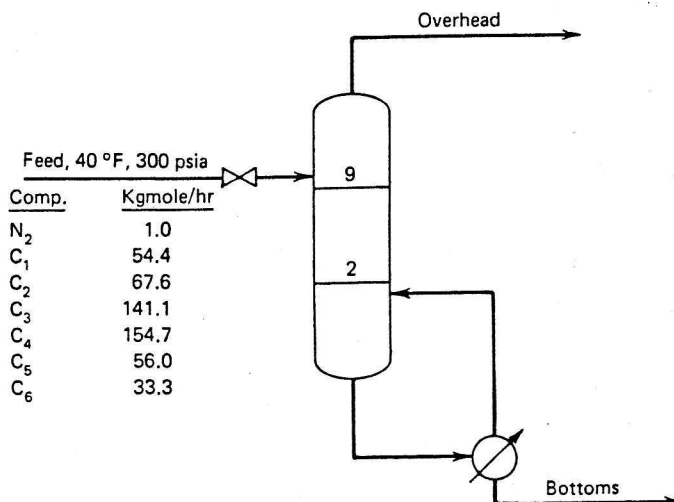 Overhead
Feed, 40 °F, 300 psia
9
Comp. Kgmole/hr
N2 1.0
C1 54.4
C2 67.6
2
C3 141.1
C4 154.7
C5 56.0
C6 33.3
Bottoms